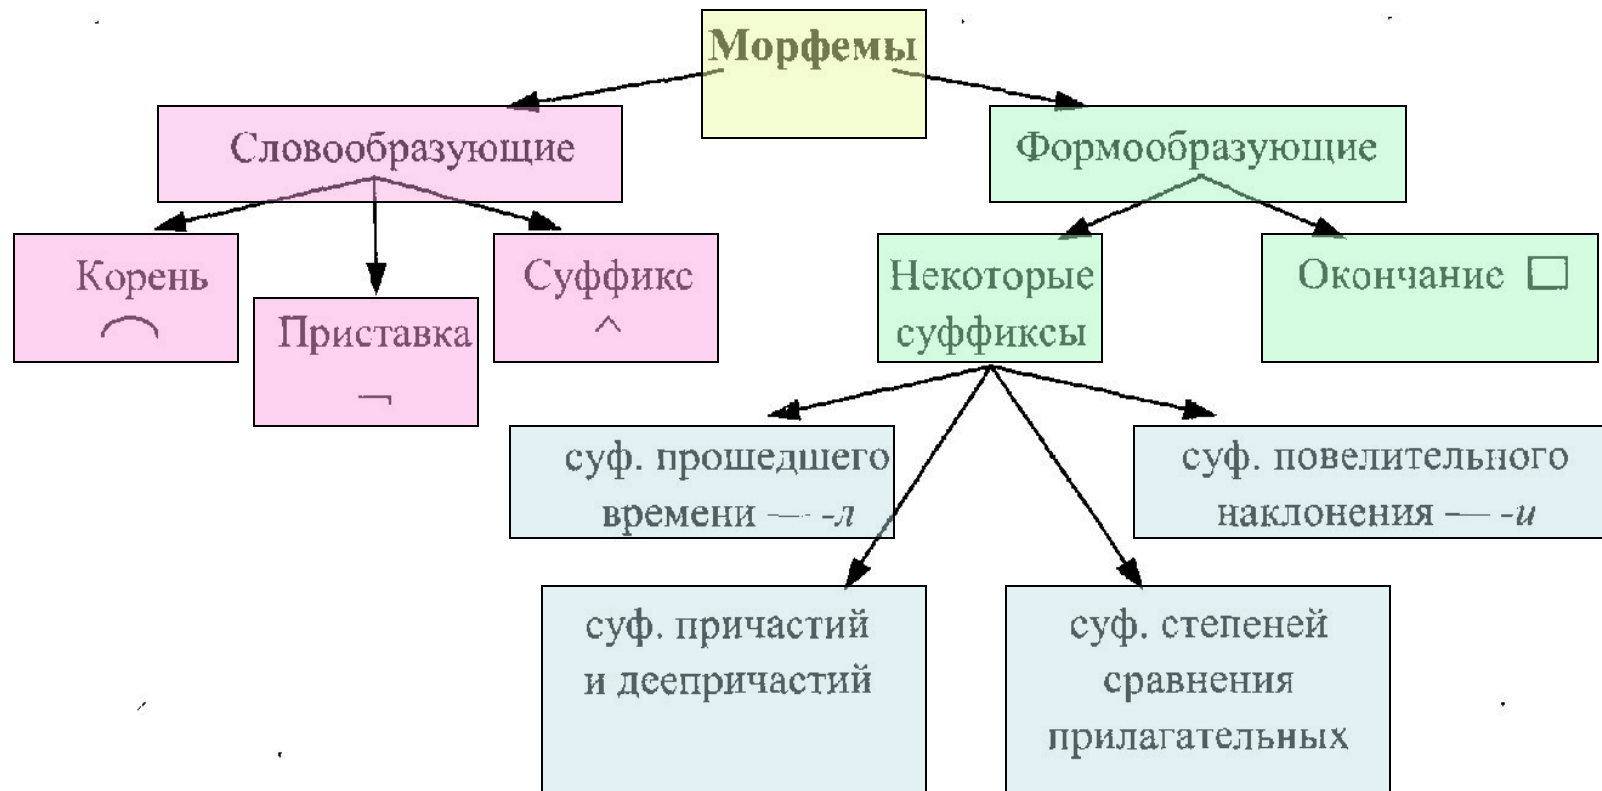 Морфемы
Словообразующие
Формообразующие
Корень
Приставка
Суффикс
Некоторые
суффиксы
Окончание
суф. прошедшего
времени — -л
суф. повелительного
наклонения — -и
суф. причастий
и деепричастий
суф. степеней
сравнения
прилагательных